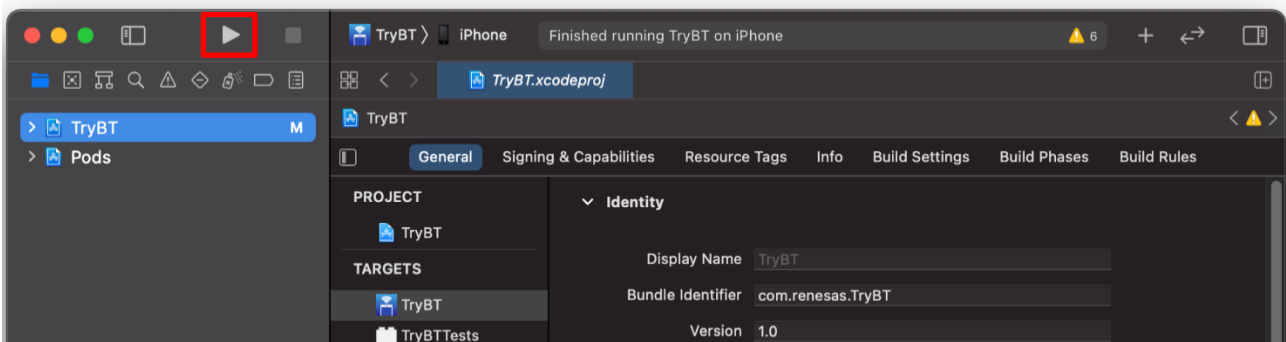 TryBT 〉 iPhone Finished running TryBT on iPhone 6
TryBT.xcodeproj
TryBT M
Pods
TryBT
General Signing & Capabilities Resource Tags Info Build Settings Build Phases Build Rules
PROJECT
TryBT
TARGETS
TryBT
TryBTTests
Identity
Display Name TryBT
Bundle Identifier com.renesas.TryBT
Version 1.0